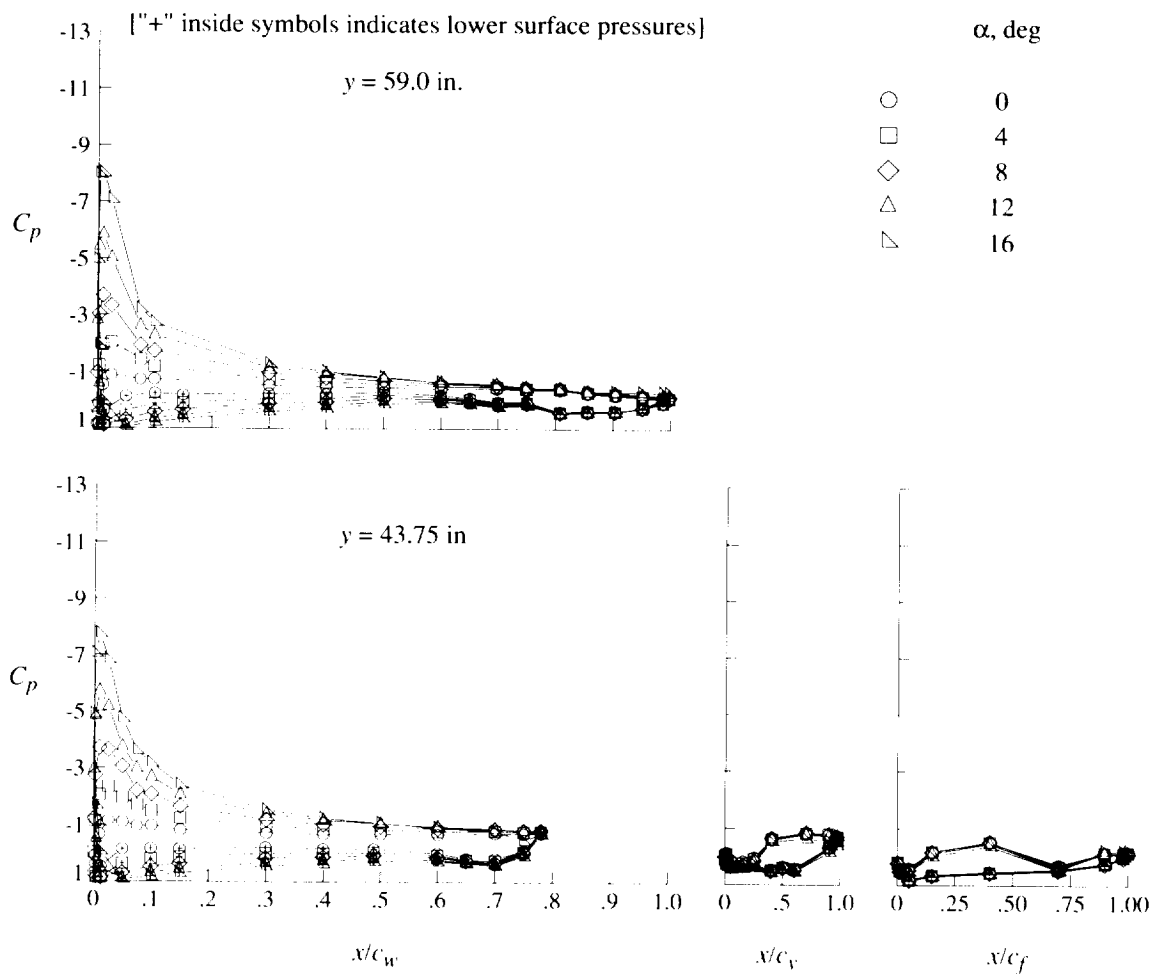 ["+" inside symbols indicates lower surface pressures]
α, deg
y = 59.0 in.
0
4
8
12
16
-13
-11
-9
-7
-5
-3
-1
1
C_p
-13
-11
-9
-7
-5
-3
-1
1
C_p
y = 43.75 in
0 .1 .2 .3 .4 .5 .6 .7 .8 .9 1.0
x/c_w
0 .5 1.0
x/c_v
0 .25 .50 .75 1.00
x/c_f